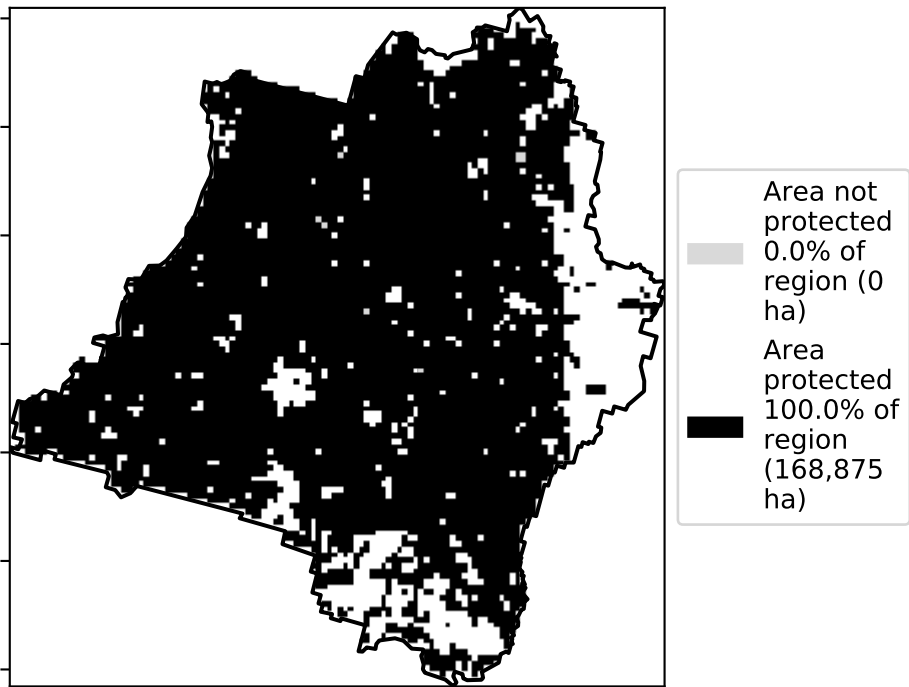 Area not
protected
0.0% of
region (0
ha)
Area
protected
100.0% of
region
(168,875
ha)